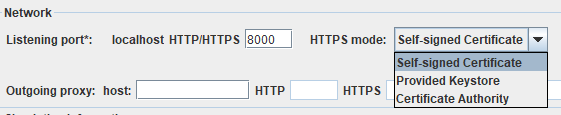 Network
Listening port*: localhost HTTP/HTTPS 8000 HTTPS mode: Self-signed Certificate
Self-signed Certificate
Provided Keystore
Certificate Authority
Outgoing proxy: host: HTTP HTTPS